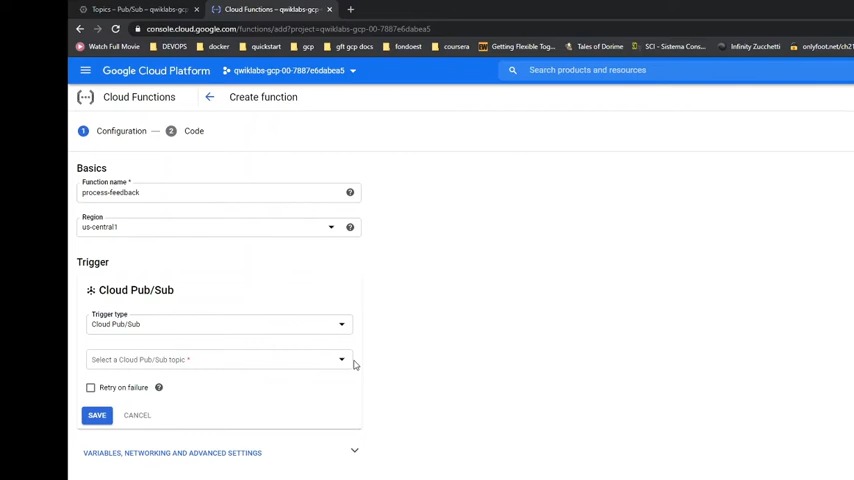 Topics – Pub/Sub – qwiklabs-gcp
Cloud Functions – qwiklabs-gcp
console.cloud.google.com/functions/add?project=qwiklabs-gcp-00-7887e6dabea5
Watch Full Movie DEVOPS docker quickstart gcp gft gcp docs fondoest coursera Getting Flexible Tog... Tales of Dorime SCI - Sistema Cons... Infinity Zucchetti onlyfoot.net/ch21
Google Cloud Platform qwiklabs-gcp-00-7887e6dabea5 Search products and resources
Cloud Functions Create function
1 Configuration — 2 Code
Basics
Function name *
process-feedback
Region
us-central1
Trigger
Cloud Pub/Sub
Trigger type
Cloud Pub/Sub
Select a Cloud Pub/Sub topic *
Retry on failure
SAVE CANCEL
VARIABLES, NETWORKING AND ADVANCED SETTINGS